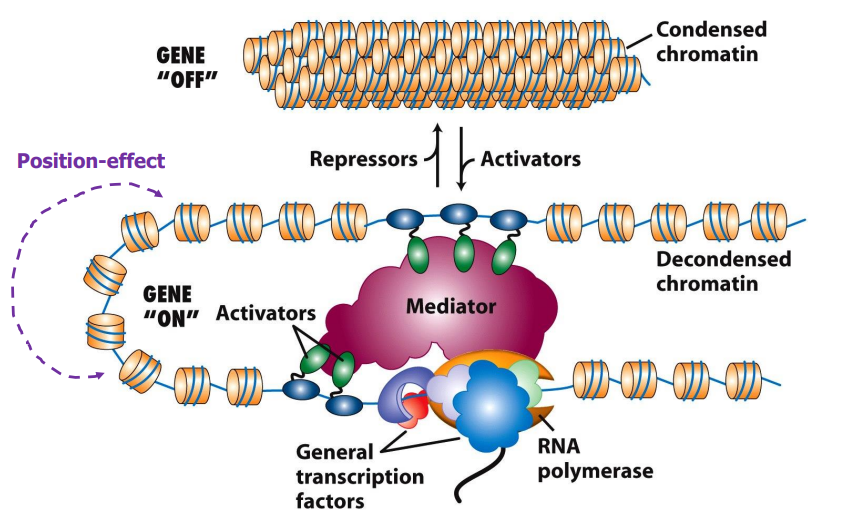 Condensed
chromatin
GENE
“OFF”
Position-effect
Repressors
Activators
Decondensed
chromatin
GENE
“ON”
Activators
Mediator
General
transcription
factors
RNA
polymerase